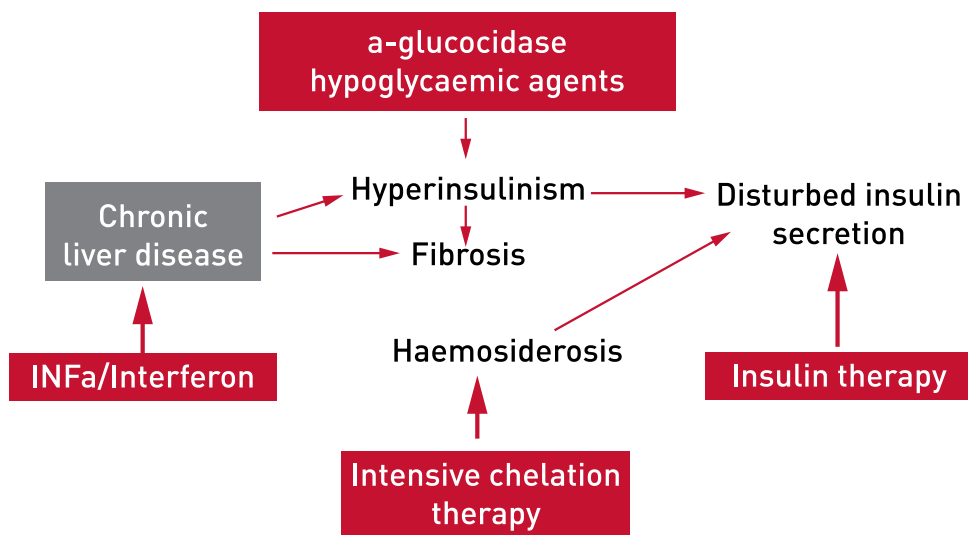 a-glucocidase
hypoglycaemic agents
Hyperinsulinism
Disturbed insulin
secretion
Chronic
liver disease
Fibrosis
Haemosiderosis
INFa/Interferon
Insulin therapy
Intensive chelation
therapy